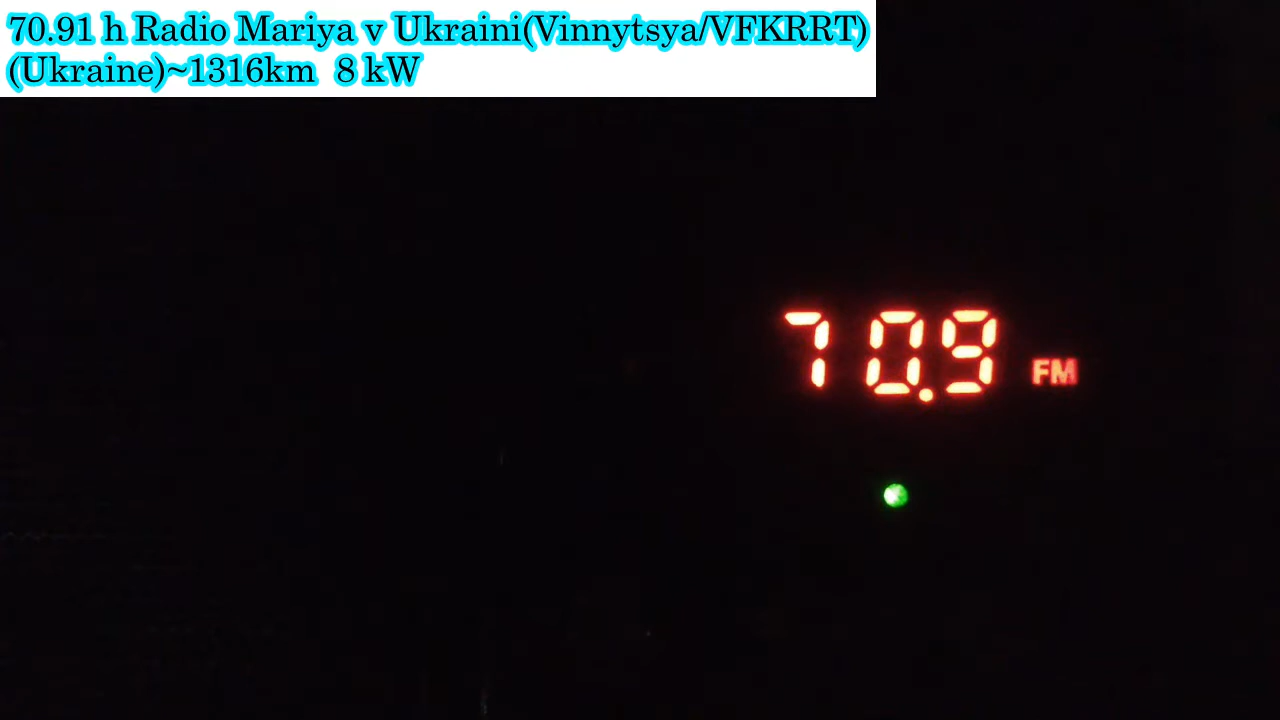 70.91 h Radio Mariya v Ukraini(Vinnytsya/VFKRRT)
(Ukraine)~1316km 8 kW
70.9 FM